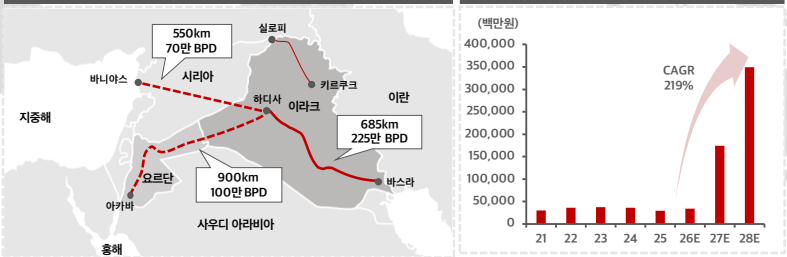 실로피
550km
70만 BPD
바니야스
시리아
키르쿠크
하디사
이라크
이란
지중해
685km
225만 BPD
요르단
900km
100만 BPD
바스라
아카바
사우디 아라비아
홍해
(백만원)
400,000
350,000
300,000
250,000
200,000
150,000
100,000
50,000
0
CAGR
219%
21 22 23 24 25 26E 27E 28E